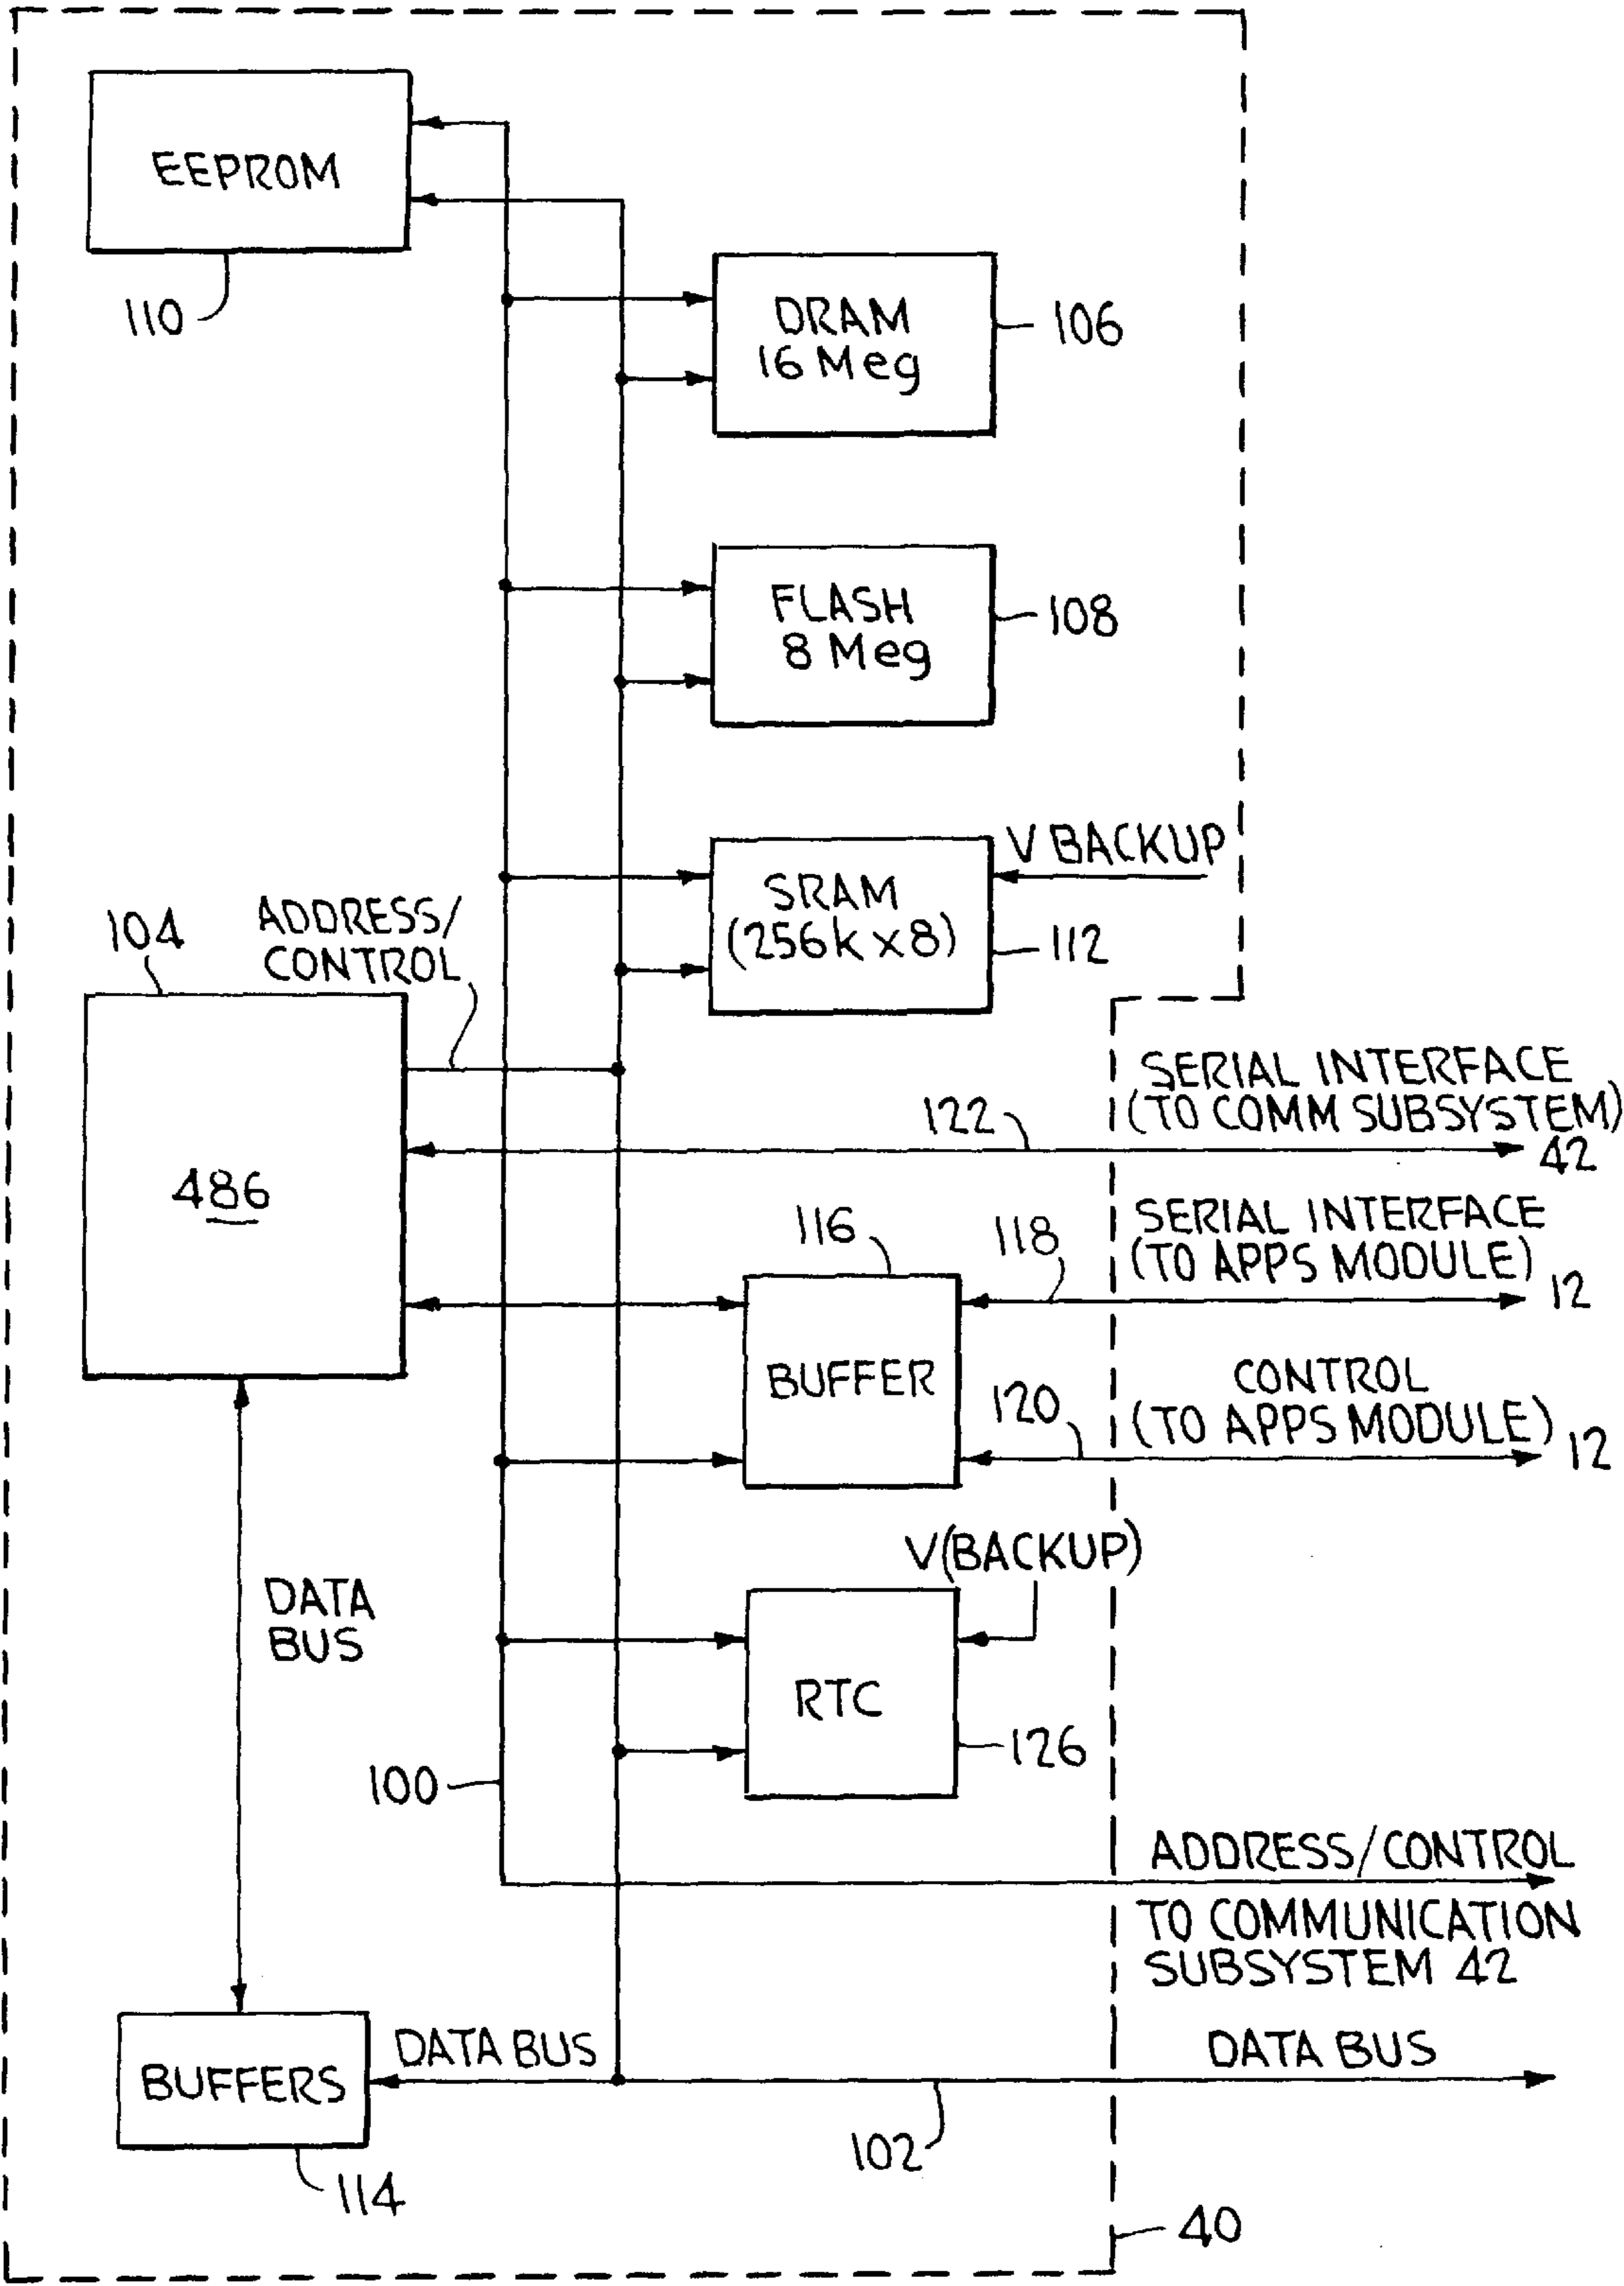 EEPROM
110
DRAM
16 Meg
106
FLASH
8 Meg
108
V BACKUP
SRAM
(256k x 8)
112
ADDRESS/
CONTROL
104
486
SERIAL INTERFACE
(TO COMM SUBSYSTEM)
42
122
SERIAL INTERFACE
(TO APPS MODULE)
12
116
118
BUFFER
CONTROL
(TO APPS MODULE)
12
120
V(BACKUP)
DATA
BUS
RTC
126
100
ADDRESS/CONTROL
TO COMMUNICATION
SUBSYSTEM 42
DATA BUS
DATA BUS
BUFFERS
102
114
40